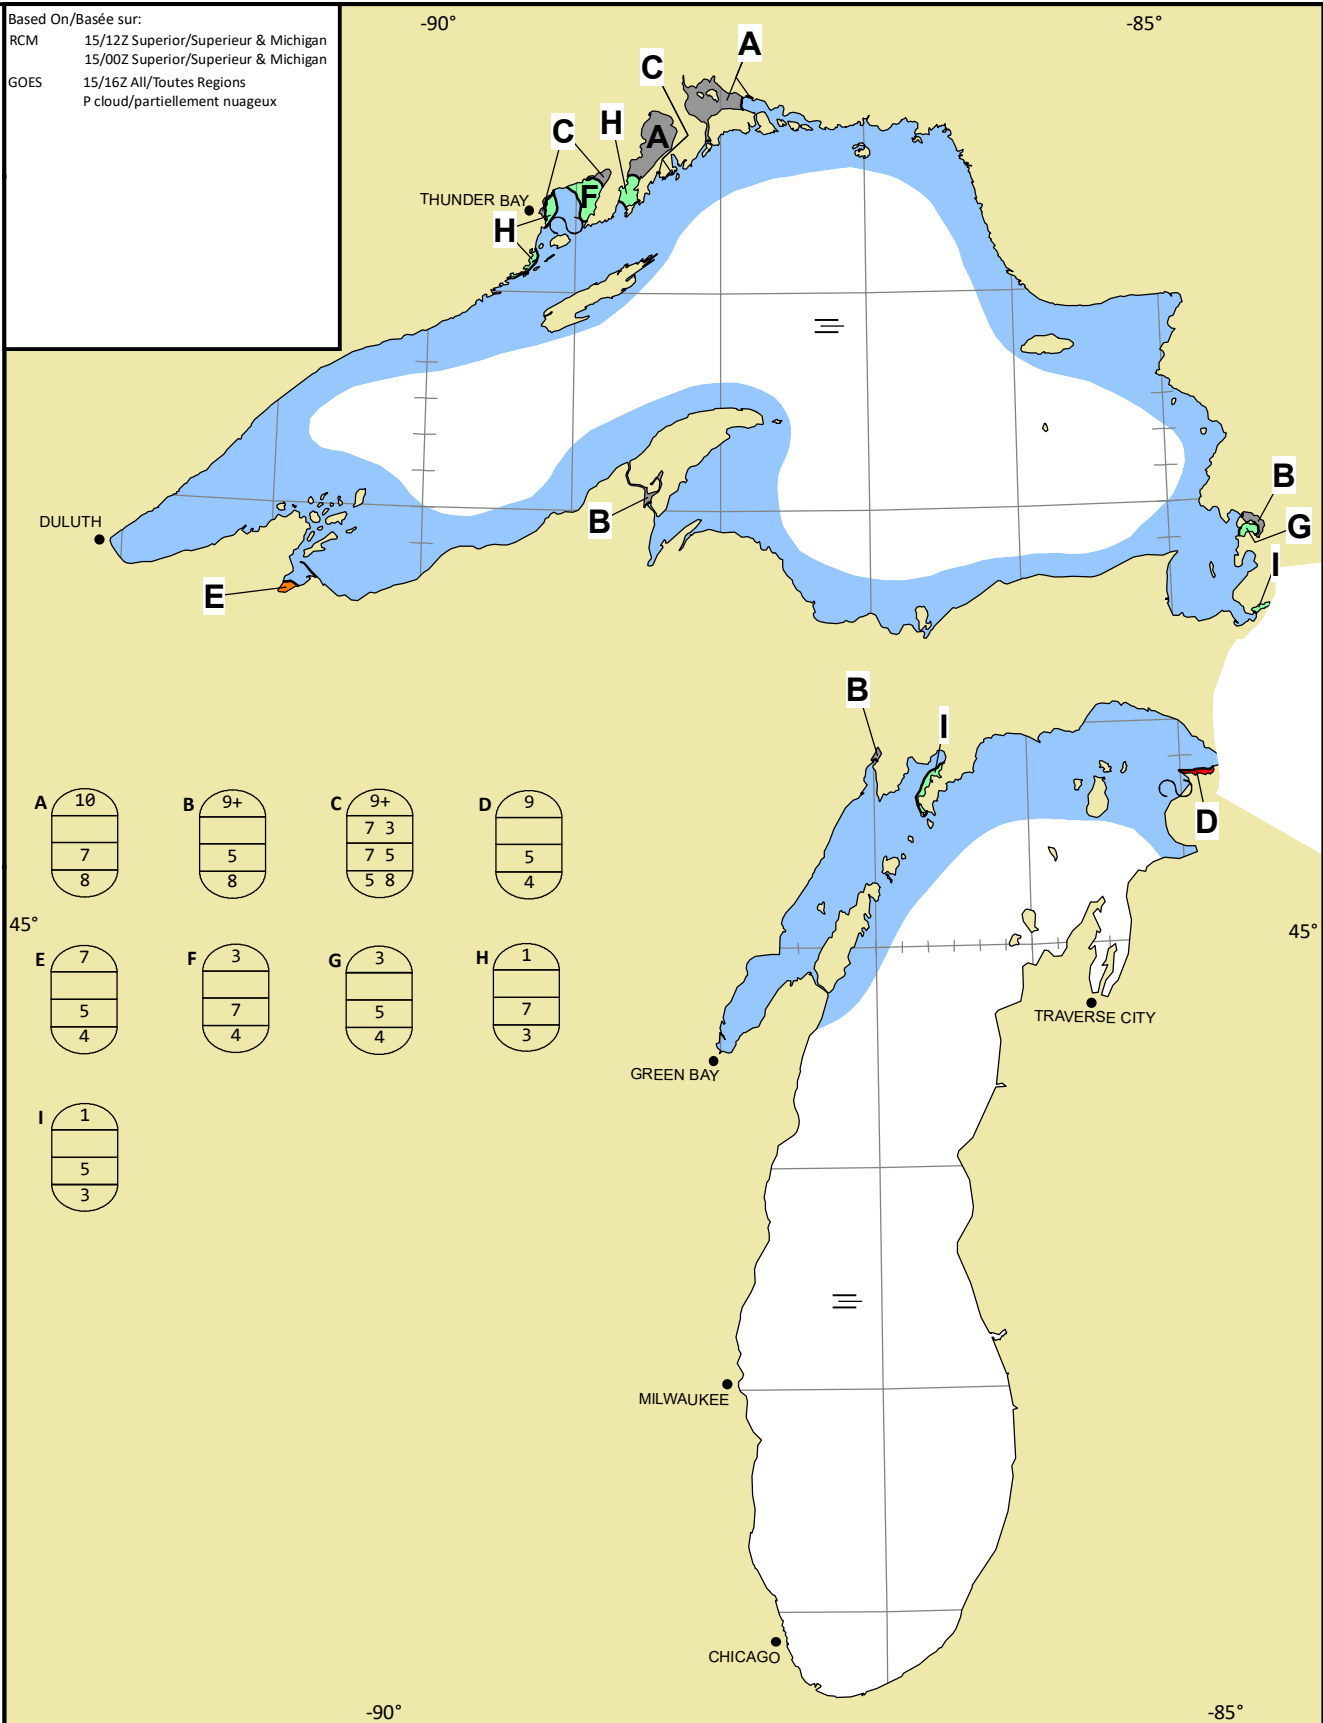 Based On/Basée sur:
RCM 15/12Z Superior/Superieur & Michigan
15/00Z Superior/Superieur & Michigan
GOES 15/16Z All/Toutes Regions
P cloud/partiellement nuageux
-90° -85°
A
C
H
C
A
THUNDER BAY
F
H
B
DULUTH
B
G
I
E
B
I
D
A 10
7
8
B 9+
5
8
C 9+
7 3
7 5
5 8
D 9
5
4
45° 45°
E 7
5
4
F 3
7
4
G 3
5
4
H 1
7
3
TRAVERSE CITY
GREEN BAY
I 1
5
3
MILWAUKEE
CHICAGO
-90° -85°